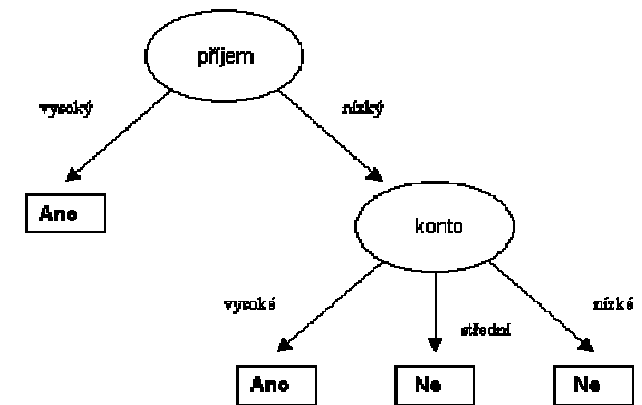 příjem
vysoký
nízký
Ano
konto
vysoké
střední
nízké
Ano
Ne
Ne